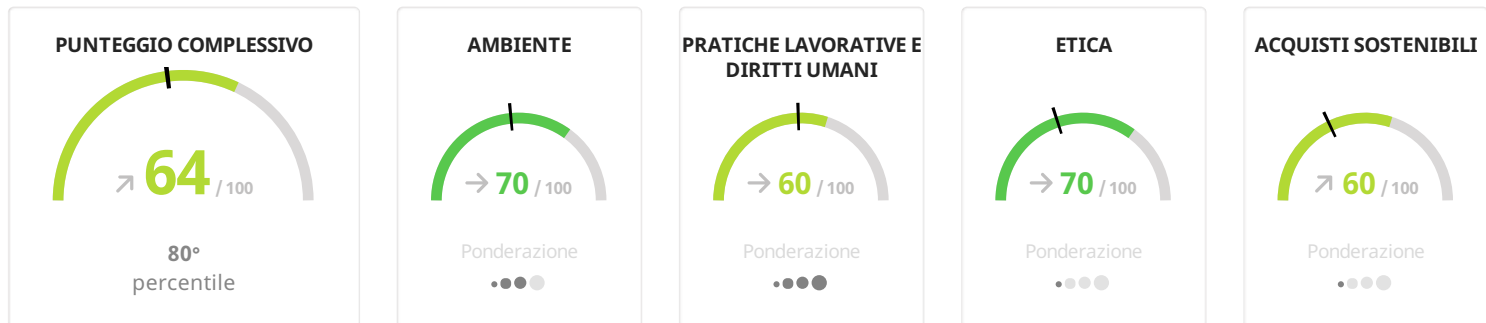 PUNTEGGIO COMPLESSIVO
64 / 100
80°
percentile
AMBIENTE
70 / 100
Ponderazione
PRATICHE LAVORATIVE E
DIRITTI UMANI
60 / 100
Ponderazione
ETICA
70 / 100
Ponderazione
ACQUISTI SOSTENIBILI
60 / 100
Ponderazione